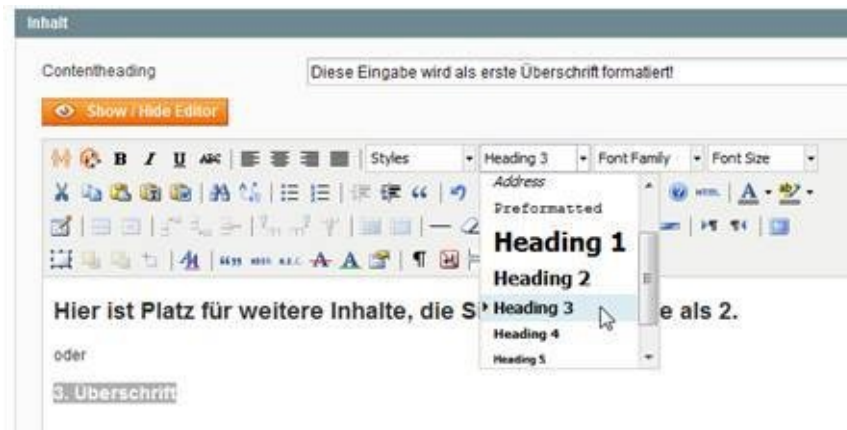 Inhalt
Contentheading Diese Eingabe wird als erste Überschrift formatiert!
Show / Hide Editor
B I U ABC Styles Heading 3 Font Family Font Size
Address
HTML A
Preformatted
Heading 1
Heading 2
Hier ist Platz für weitere Inhalte, die S Heading 3 e als 2.
Heading 4
oder
Heading 5
3. Überschrift